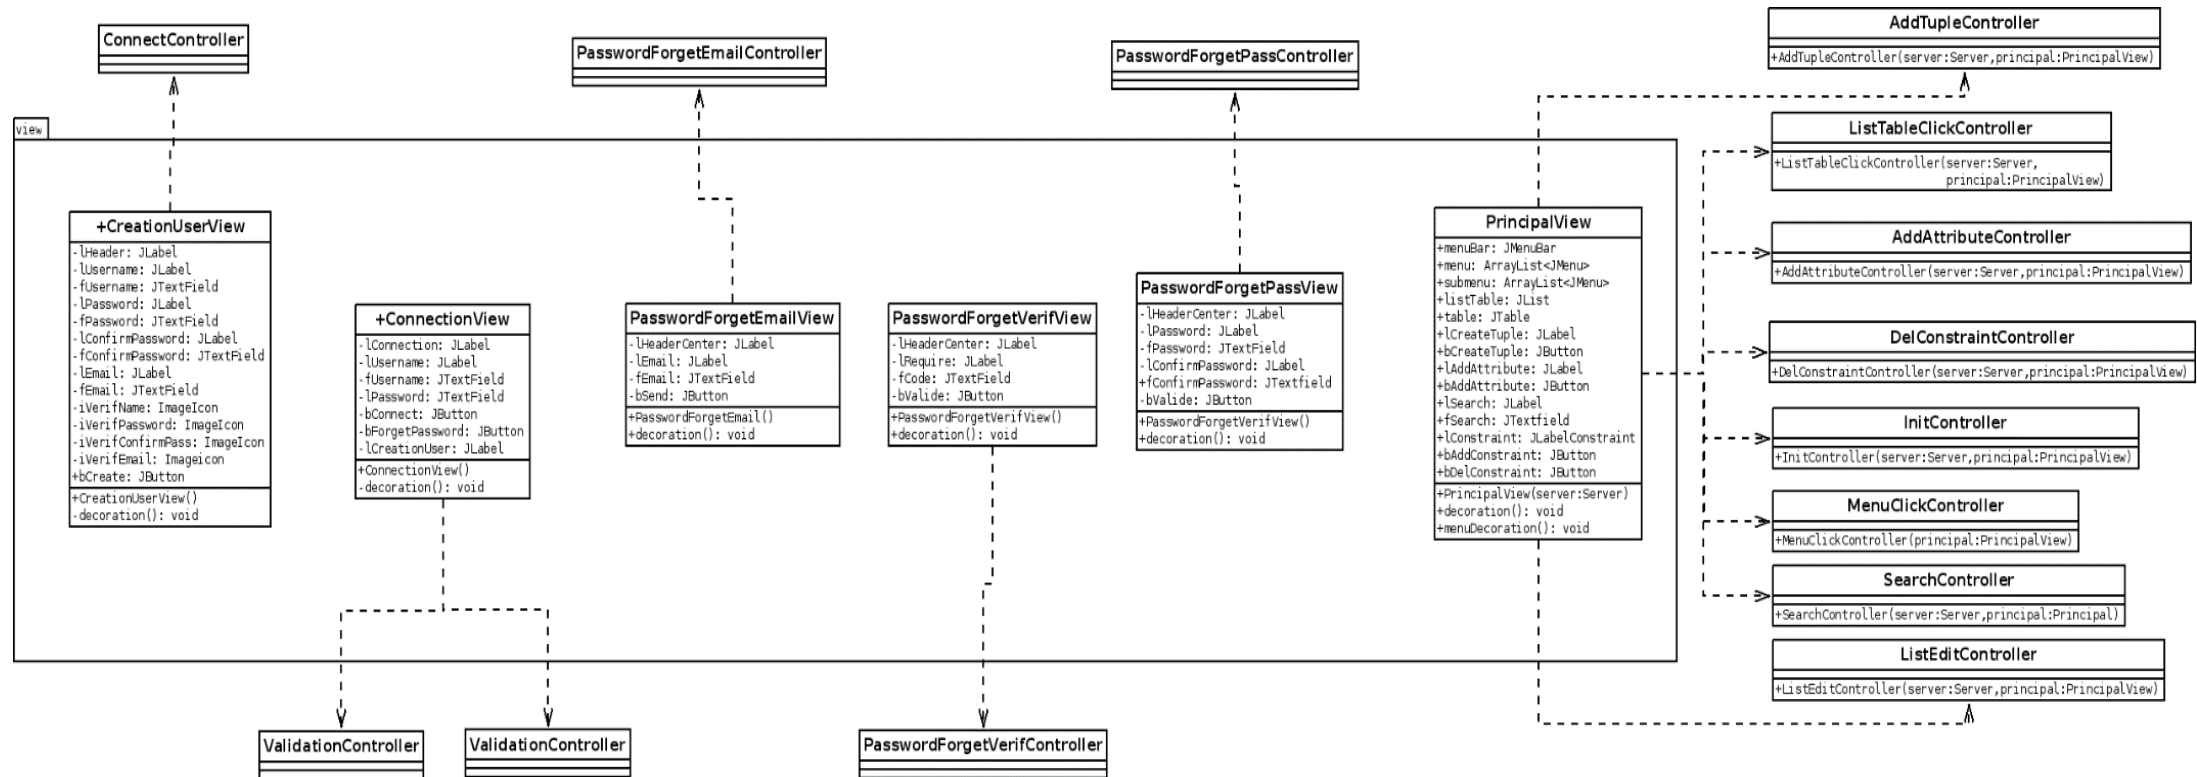 ConnectController
PasswordForgetEmailController
PasswordForgetPassController
AddTupleController
+AddTupleController(server:Server,principal:PrincipalView)
ListTableClickController
+ListTableClickController(server:Server,
principal:PrincipalView)
AddAttributeController
+AddAttributeController(server:Server,principal:PrincipalView)
DelConstraintController
+DelConstraintController(server:Server,principal:PrincipalView)
InitController
+InitController(server:Server,principal:PrincipalView)
MenuClickController
+MenuClickController(principal:PrincipalView)
SearchController
+SearchController(server:Server,principal:Principal)
ListEditController
+ListEditController(server:Server,principal:PrincipalView)
view
+CreationUserView
-lHeader: JLabel
-lUsername: JLabel
-fUsername: JTextField
-lPassword: JLabel
-fPassword: JTextField
-lConfirmPassword: JLabel
-fConfirmPassword: JTextField
-lEmail: JLabel
-fEmail: JTextField
-iVerifName: ImageIcon
-iVerifPassword: ImageIcon
-iVerifConfirmPass: ImageIcon
-iVerifEmail: Imageicon
+bCreate: JButton
+CreationUserView()
-decoration(): void
+ConnectionView
-lConnection: JLabel
-lUsername: JLabel
-fUsername: JTextField
-lPassword: JTextField
-bConnect: JButton
-bForgetPassword: JButton
-lCreationUser: JLabel
+ConnectionView()
-decoration(): void
PasswordForgetEmailView
-lHeaderCenter: JLabel
-lEmail: JLabel
-fEmail: JTextField
-bSend: JButton
+PasswordForgetEmail()
+decoration(): void
PasswordForgetVerifView
-lHeaderCenter: JLabel
-lRequire: JLabel
-fCode: JTextField
-bValide: JButton
+PasswordForgetVerifView()
+decoration(): void
PasswordForgetPassView
-lHeaderCenter: JLabel
-lPassword: JLabel
-fPassword: JTextField
-lConfirmPassword: JLabel
+fConfirmPassword: JTextfield
-bValide: JButton
+PasswordForgetVerifView()
+decoration(): void
PrincipalView
+menuBar: JMenuBar
+menu: ArrayList<JMenu>
+submenu: ArrayList<JMenu>
+listTable: JList
+table: JTable
+lCreateTuple: JLabel
+bCreateTuple: JButton
+lAddAttribute: JLabel
+bAddAttribute: JButton
+lSearch: JLabel
+fSearch: JTextfield
+lConstraint: JLabelConstraint
+bAddConstraint: JButton
+bDelConstraint: JButton
+PrincipalView(server:Server)
+decoration(): void
+menuDecoration(): void
ValidationController
ValidationController
PasswordForgetVerifController